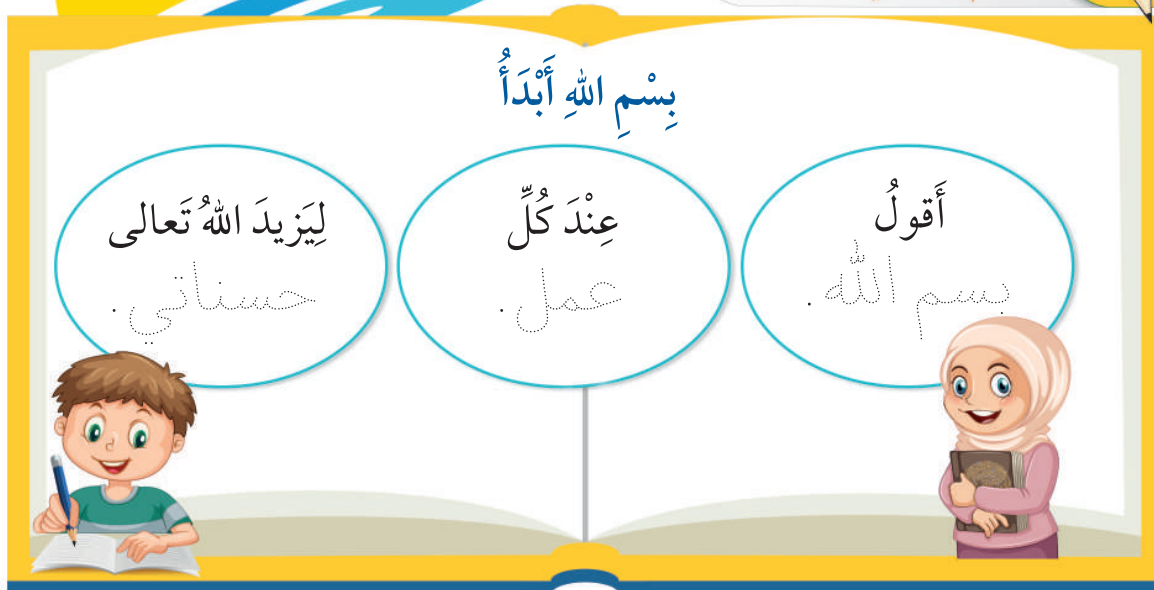 بِسْمِ اللهِ أَبْدَأُ
أَقولُ
بسم الله .
عِنْدَ كُلِّ
عمل .
لِيَزيدَ اللهُ تَعالى
حسناتي .